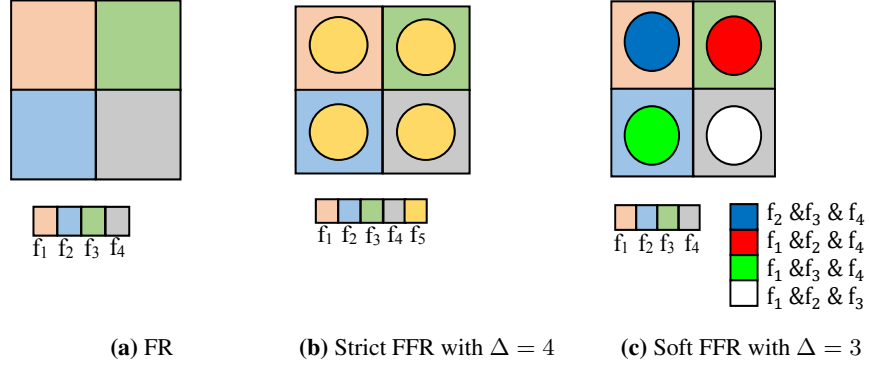 f₁ f₂ f₃ f₄
f₁ f₂ f₃ f₄ f₅
f₁ f₂ f₃ f₄
f₂ &f₃ & f₄
f₁ &f₂ & f₄
f₁ &f₃ & f₄
f₁ &f₂ & f₃
(a) FR
(b) Strict FFR with Δ = 4
(c) Soft FFR with Δ = 3